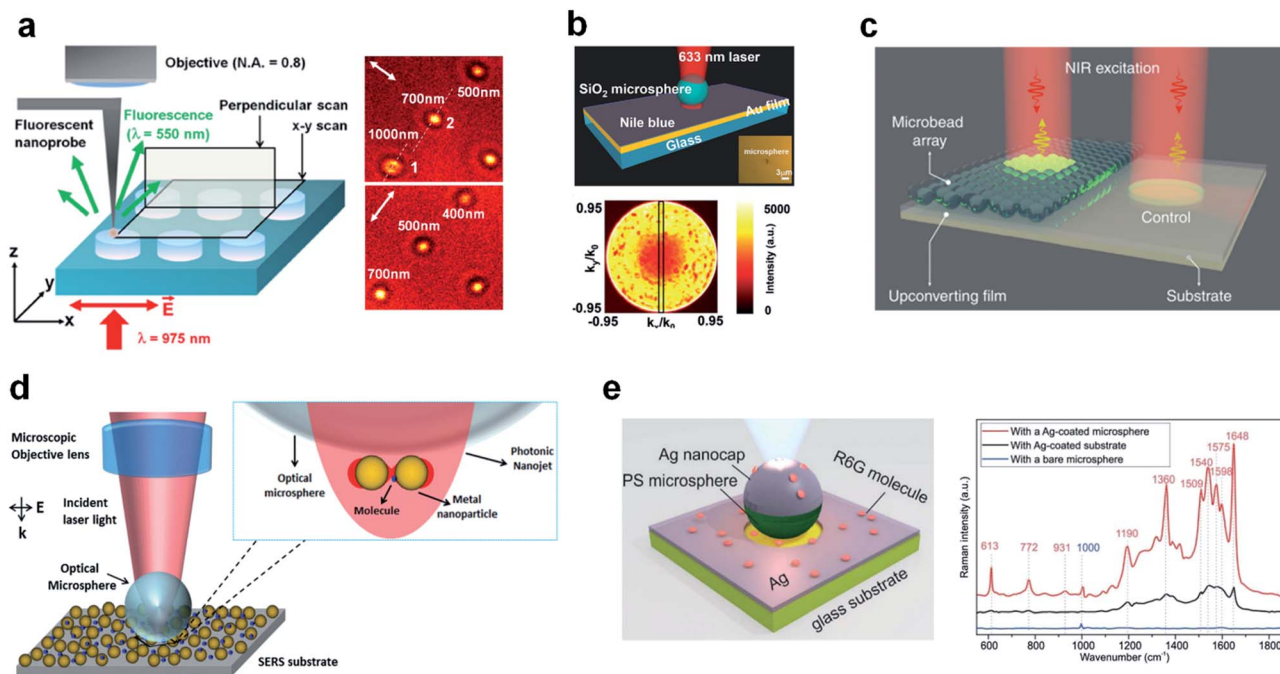 a
Objective (N.A. = 0.8)
Fluorescent
nanoprobe
Fluorescence
(λ = 550 nm)
Perpendicular scan
x-y scan
z
y
x
E
λ = 975 nm
500nm
700nm
2
1000nm
1
400nm
500nm
700nm
b
633 nm laser
SiO2 microsphere
Au film
Nile blue
Glass
microsphere
3μm
0.95
ky/k0
-0.95
-0.95
kx/k0
0.95
5000
Intensity (a.u.)
0
c
NIR excitation
Microbead
array
Control
Upconverting film
Substrate
d
Microscopic
Objective lens
E
k
Incident
laser light
Optical
Microsphere
SERS substrate
Optical
microsphere
Molecule
Photonic
Nanojet
Metal
nanoparticle
e
Ag nanocap
PS microsphere
R6G molecule
Ag
glass substrate
With a Ag-coated microsphere
With Ag-coated substrate
With a bare microsphere
Raman intensity (a.u.)
613
772
931
1000
1190
1360
1509
1540
1575
1598
1648
600
800
1000
1200
1400
1600
1800
Wavenumber (cm-1)